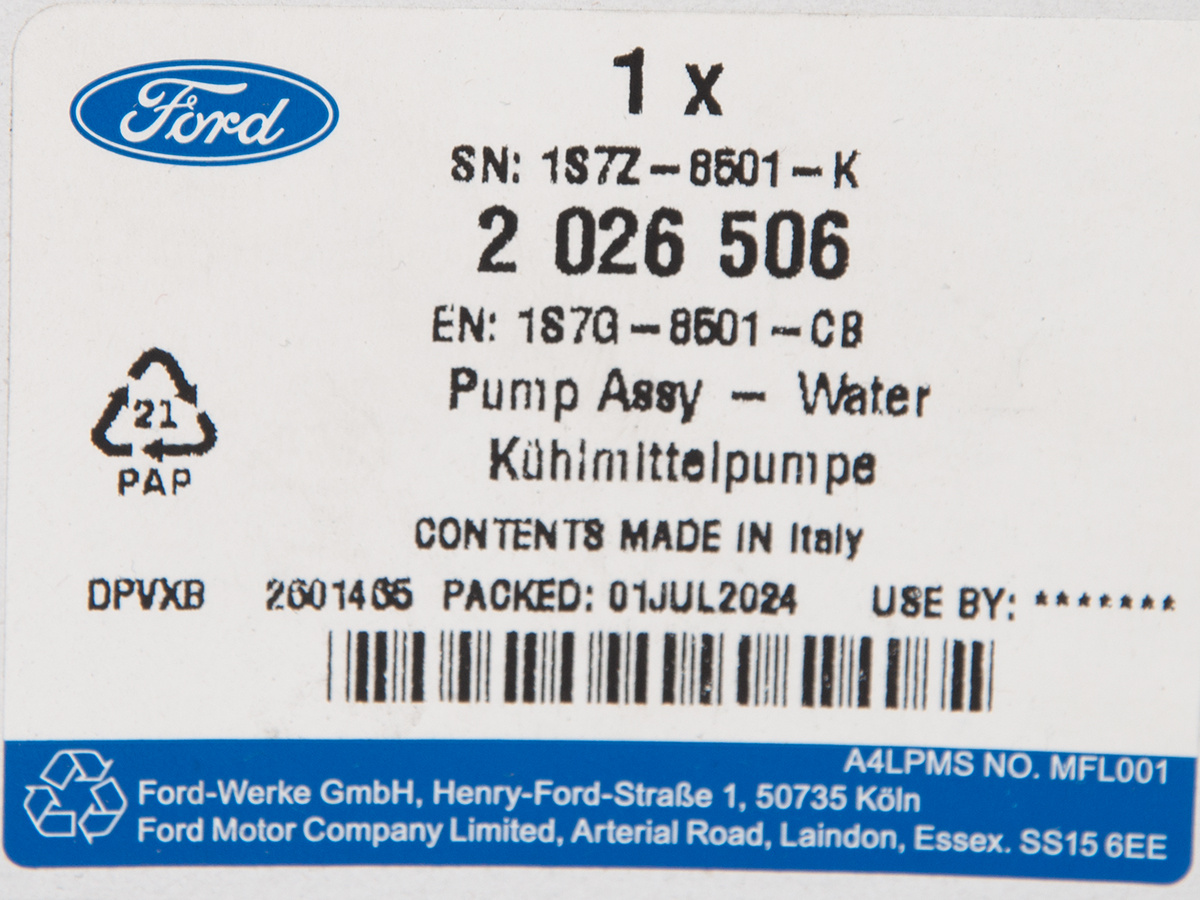 Ford
1 x
SN: 1S7Z-8501-K
2 026 506
EN: 1S7G-8501-CB
Pump Assy - Water
Kühlmittelpumpe
21
PAP
CONTENTS MADE IN Italy
DPVXB 2601465 PACKED: 01JUL2024 USE BY: *******
A4LPMS NO. MFL001
Ford-Werke GmbH, Henry-Ford-Straße 1, 50735 Köln
Ford Motor Company Limited, Arterial Road, Laindon, Essex. SS15 6EE